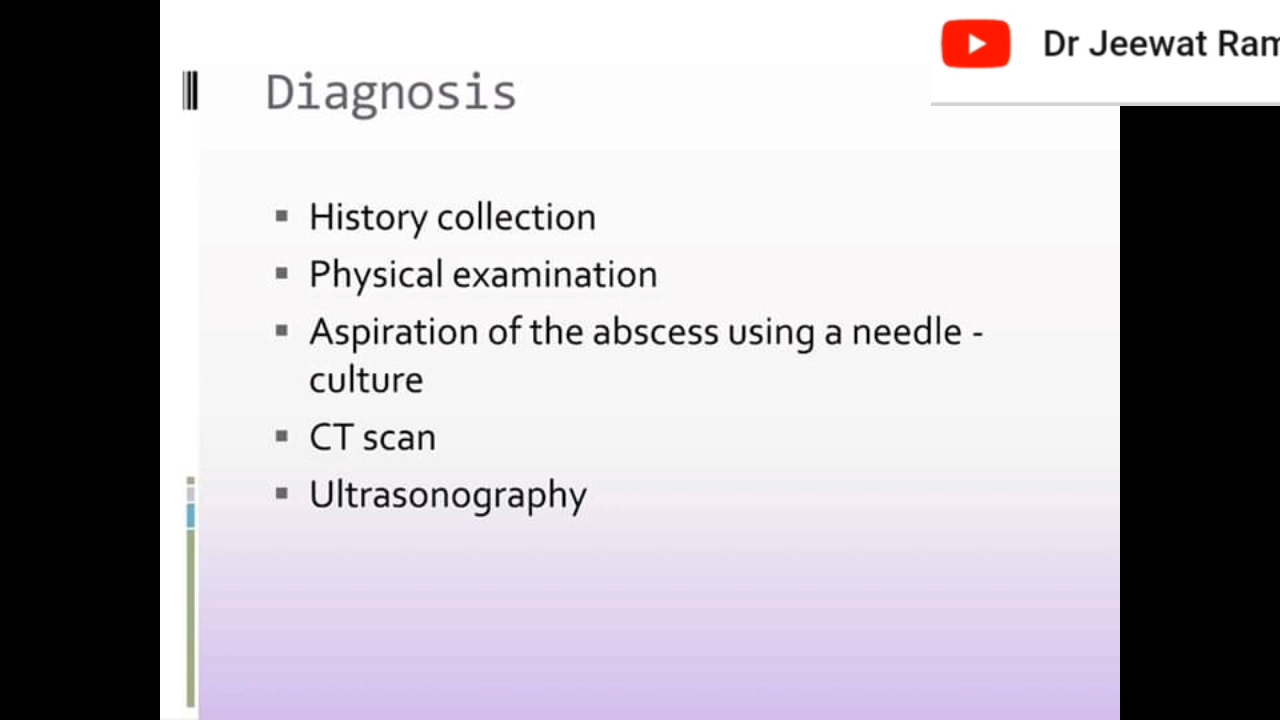 Dr Jeewat Ram
Diagnosis
History collection
Physical examination
Aspiration of the abscess using a needle -
culture
CT scan
Ultrasonography